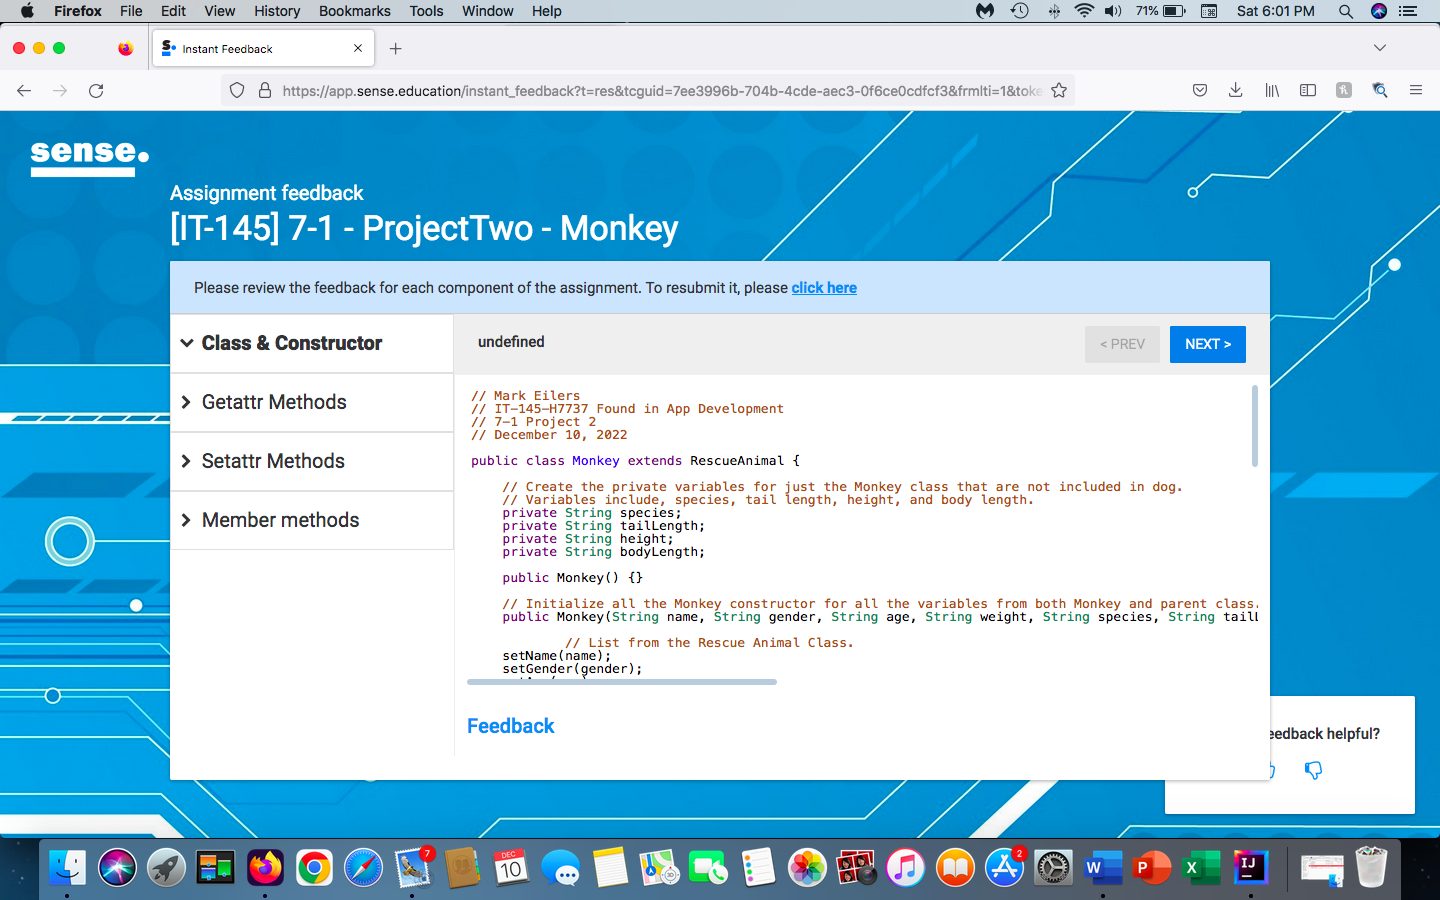 Firefox File Edit View History Bookmarks Tools Window Help 71% Sat 6:01 PM
S. Instant Feedback
https://app.sense.education/instant_feedback?t=res&tcguid=7ee3996b-704b-4cde-aec3-0f6ce0cdfcf3&frmlti=1&toke
sense.
Assignment feedback
[IT-145] 7-1 - ProjectTwo - Monkey
Please review the feedback for each component of the assignment. To resubmit it, please click here
Class & Constructor
Getattr Methods
Setattr Methods
Member methods
undefined
< PREV
NEXT >
// Mark Eilers
// IT-145-H7737 Found in App Development
// 7-1 Project 2
// December 10, 2022
public class Monkey extends RescueAnimal {
// Create the private variables for just the Monkey class that are not included in dog.
// Variables include, species, tail length, height, and body length.
private String species;
private String tailLength;
private String height;
private String bodyLength;
public Monkey() {}
// Initialize all the Monkey constructor for all the variables from both Monkey and parent class.
public Monkey(String name, String gender, String age, String weight, String species, String tailL
// List from the Rescue Animal Class.
setName(name);
setGender(gender);
Feedback
eedback helpful?
7
DEC
10
2
W
P
X
IJ